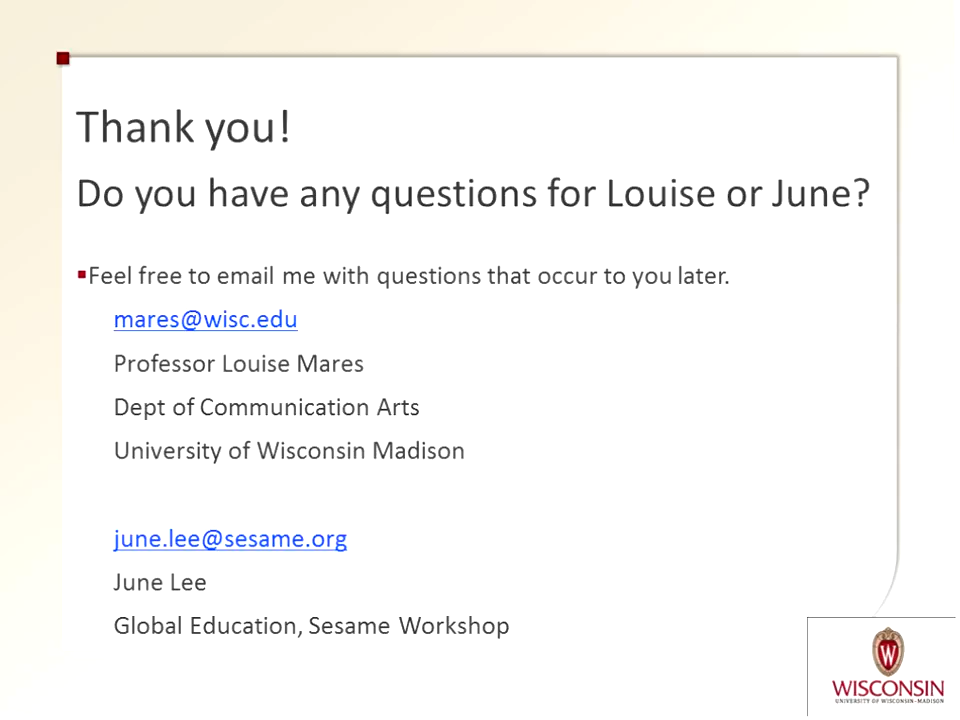 Thank you!
Do you have any questions for Louise or June?
Feel free to email me with questions that occur to you later.
mares@wisc.edu
Professor Louise Mares
Dept of Communication Arts
University of Wisconsin Madison
june.lee@sesame.org
June Lee
Global Education, Sesame Workshop
W
WISCONSIN
UNIVERSITY OF WISCONSIN-MADISON